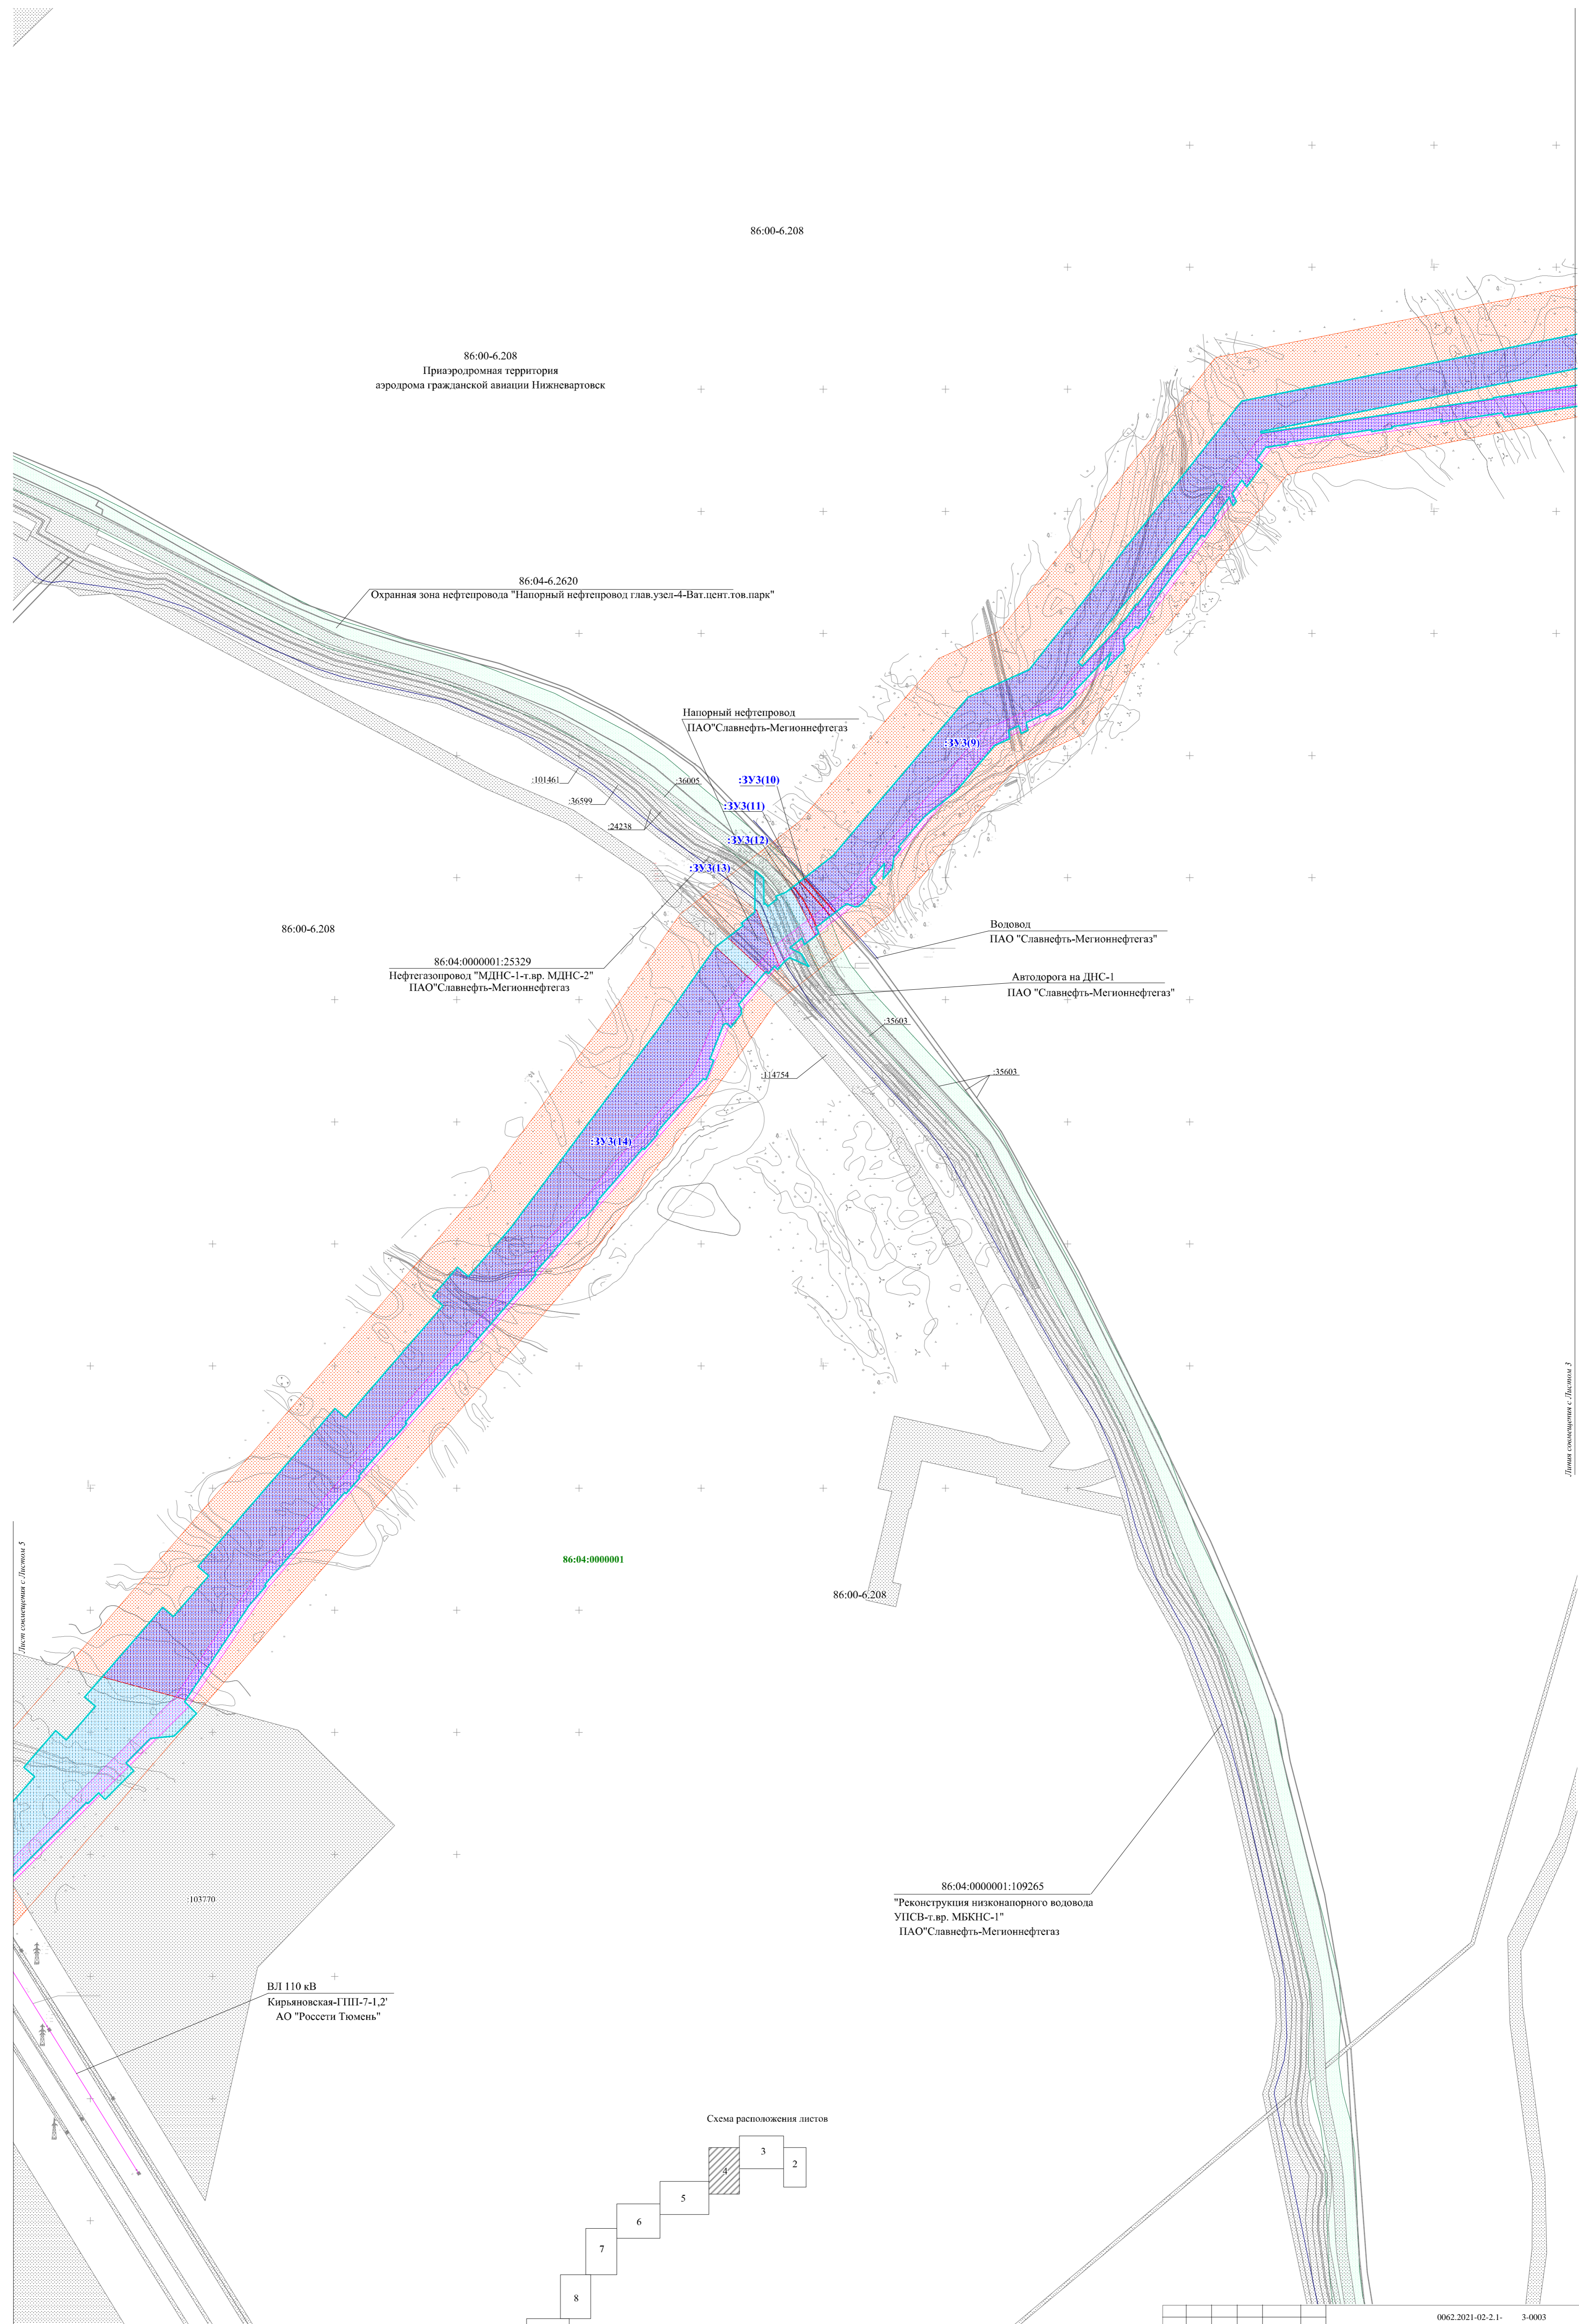 86:00-6.208
86:00-6.208
Приаэродромная территория
аэродрома гражданской авиации Нижневартовск
86:04-6.2620
Охранная зона нефтепровода "Напорный нефтепровод глав.узел-4-Ват.цент.тов.парк"
Напорный нефтепровод
ПАО"Славнефть-Мегионнефтегаз
:ЗУ3(9)
:101461
:36005
:ЗУ3(10)
:36599
:ЗУ3(11)
:24238
:ЗУ3(12)
:ЗУ3(13)
86:00-6.208
Водовод
ПАО "Славнефть-Мегионнефтегаз"
86:04:0000001:25329
Нефтегазопровод "МДНС-1-т.вр. МДНС-2"
ПАО"Славнефть-Мегионнефтегаз
Автодорога на ДНС-1
ПАО "Славнефть-Мегионнефтегаз"
:35603
:114754
:35603
:ЗУ3(14)
Линия совмещения с Листом 3
Лист совмещения с Листом 5
86:04:0000001
86:00-6.208
:103770
86:04:0000001:109265
"Реконструкция низконапорного водовода
УПСВ-т.вр. МБКНС-1"
ПАО"Славнефть-Мегионнефтегаз
ВЛ 110 кВ
Кирьяновская-ГПП-7-1,2'
АО "Россети Тюмень"
Схема расположения листов
3
2
4
5
6
7
8
0062.2021-02-2.1- 3-0003